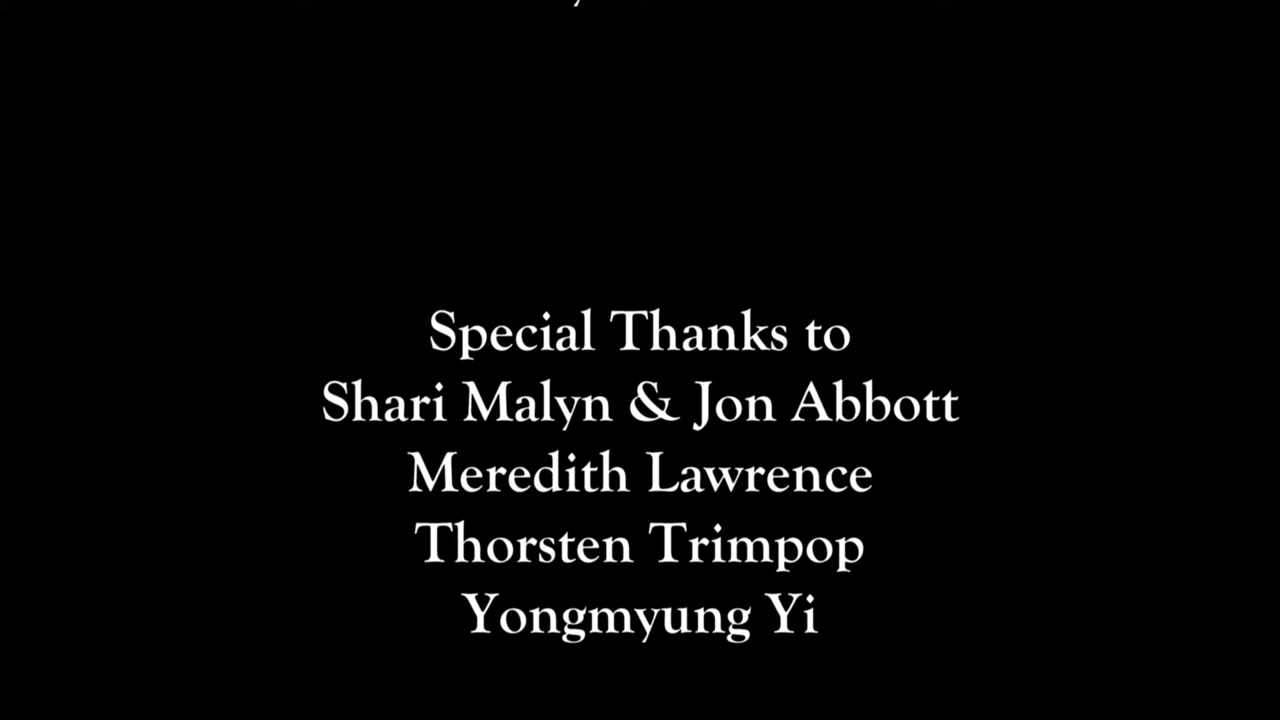 Special Thanks to
Shari Malyn & Jon Abbott
Meredith Lawrence
Thorsten Trimpop
Yongmyung Yi